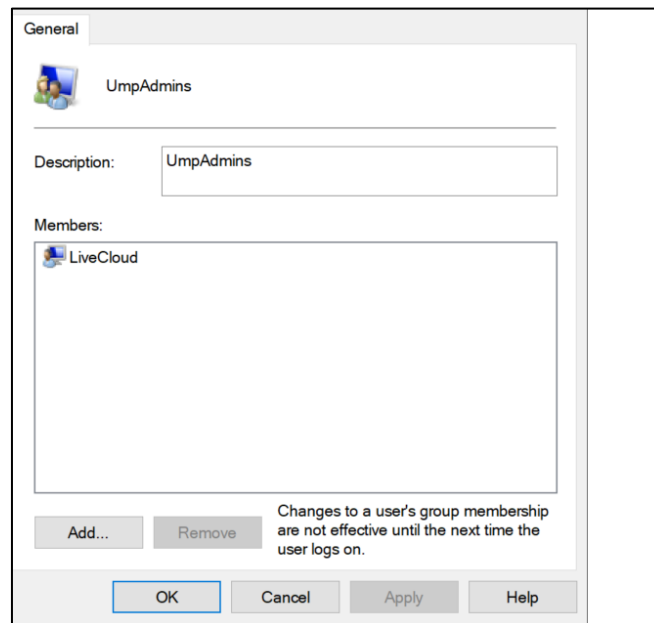 General
UmpAdmins
Description:
UmpAdmins
Members:
LiveCloud
Add...
Remove
Changes to a user's group membership
are not effective until the next time the
user logs on.
OK
Cancel
Apply
Help